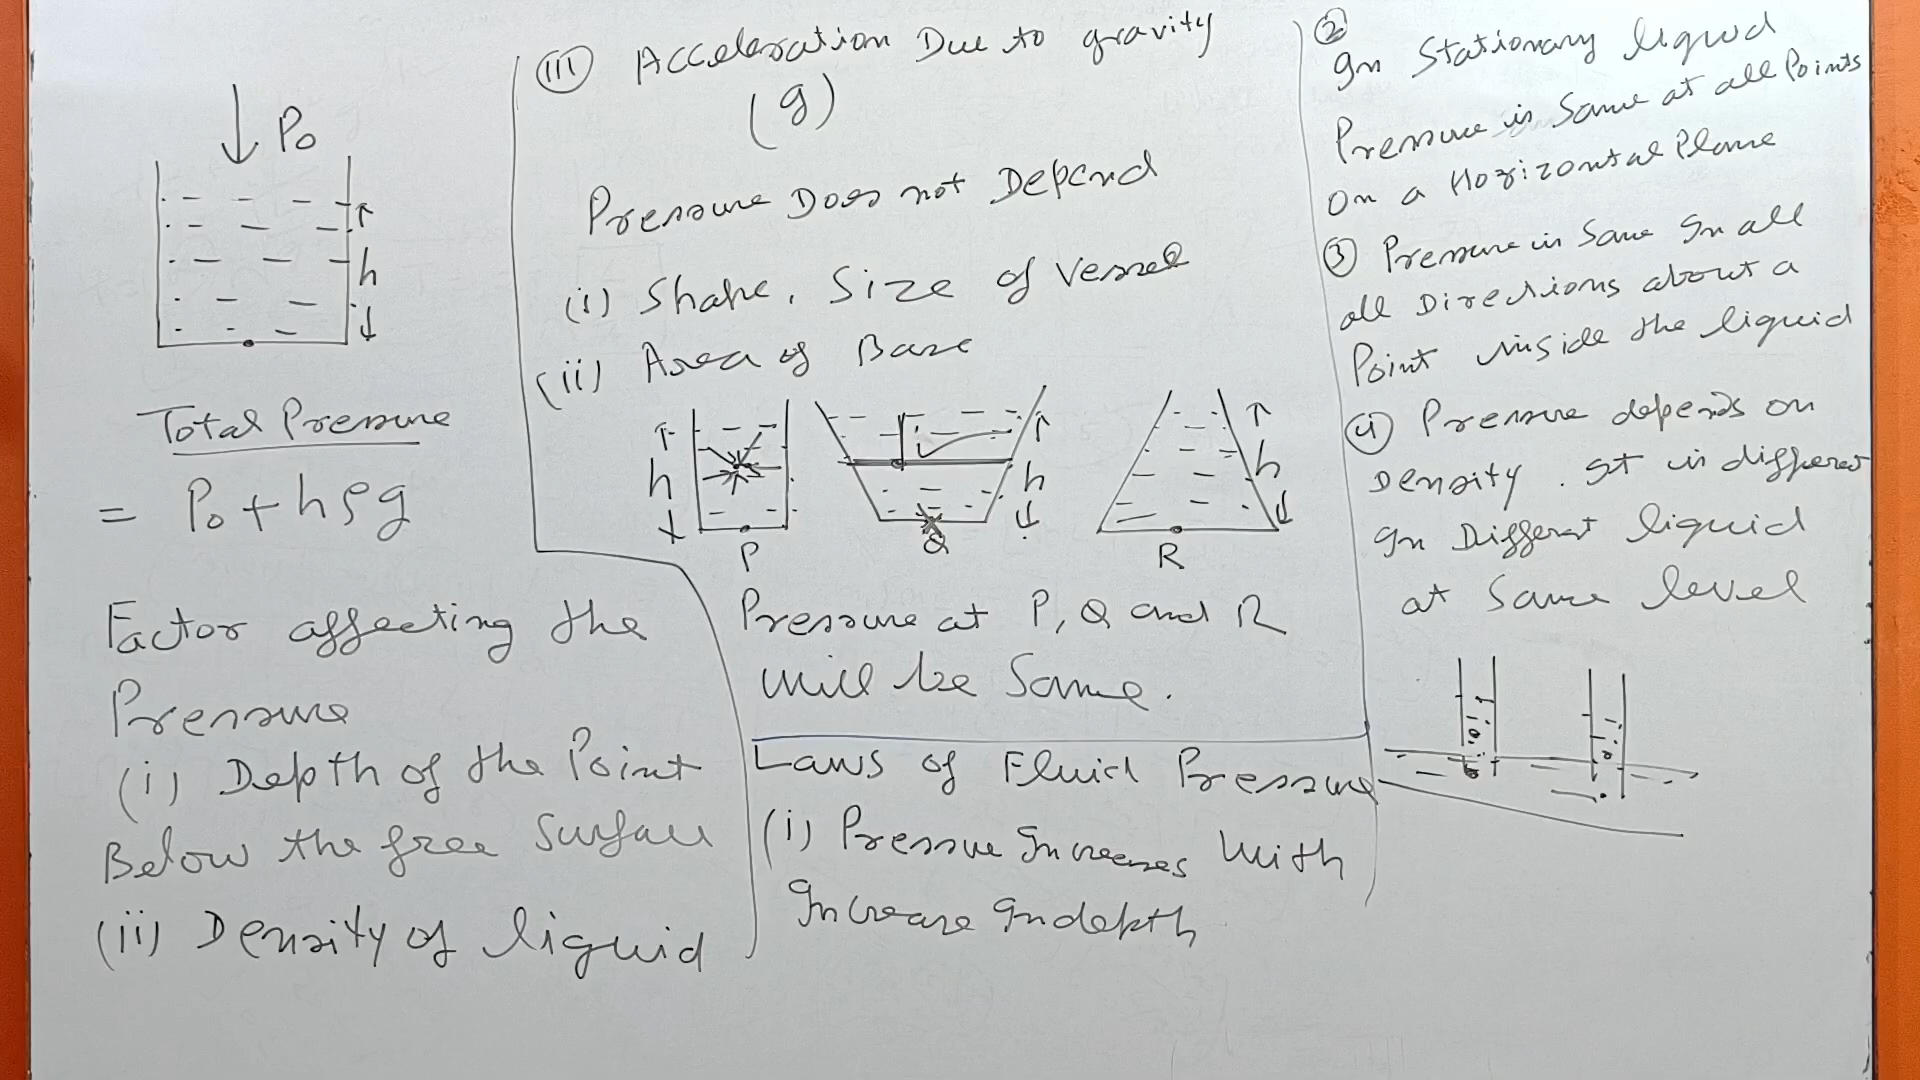 P₀
h
Total Pressure
= P₀ + hρg
Factor affecting the
Pressure
(i) Depth of the Point
Below the free Surface
(ii) Density of liquid
(iii) Acceleration Due to gravity
(g)
Pressure Does not Depend
(i) Shape, Size of Vessel
(ii) Area of Base
h
h
h
P
Q
R
Pressure at P, Q and R
will be Same.
Laws of Fluid Pressure
(i) Pressure Increases With
Increase In depth
②
In Stationary liquid
Pressure is Same at all Points
on a Horizontal Plane
③ Pressure is Same In all
all Directions about a
Point inside the liquid
④ Pressure depends on
Density. It is different
In Different liquid
at Same level